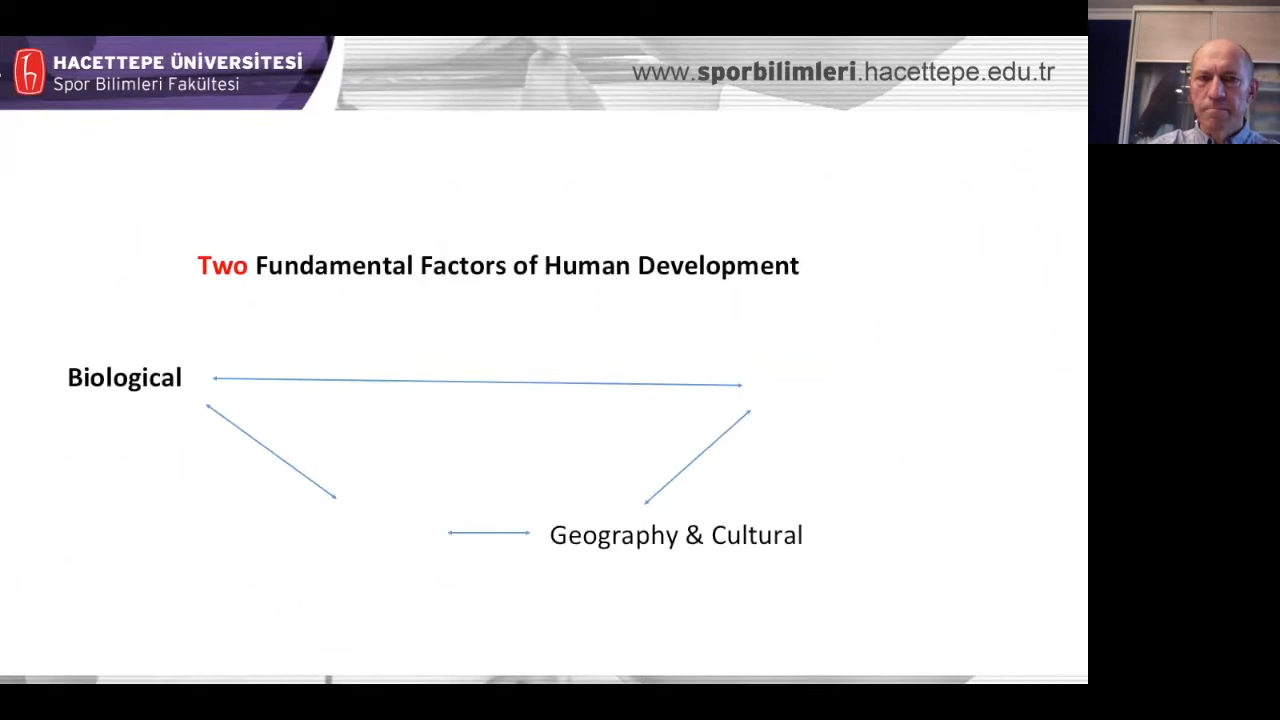 HACETTEPE ÜNİVERSİTESİ
Spor Bilimleri Fakültesi
www.sporbilimleri.hacettepe.edu.tr
Two Fundamental Factors of Human Development
Biological
Geography & Cultural